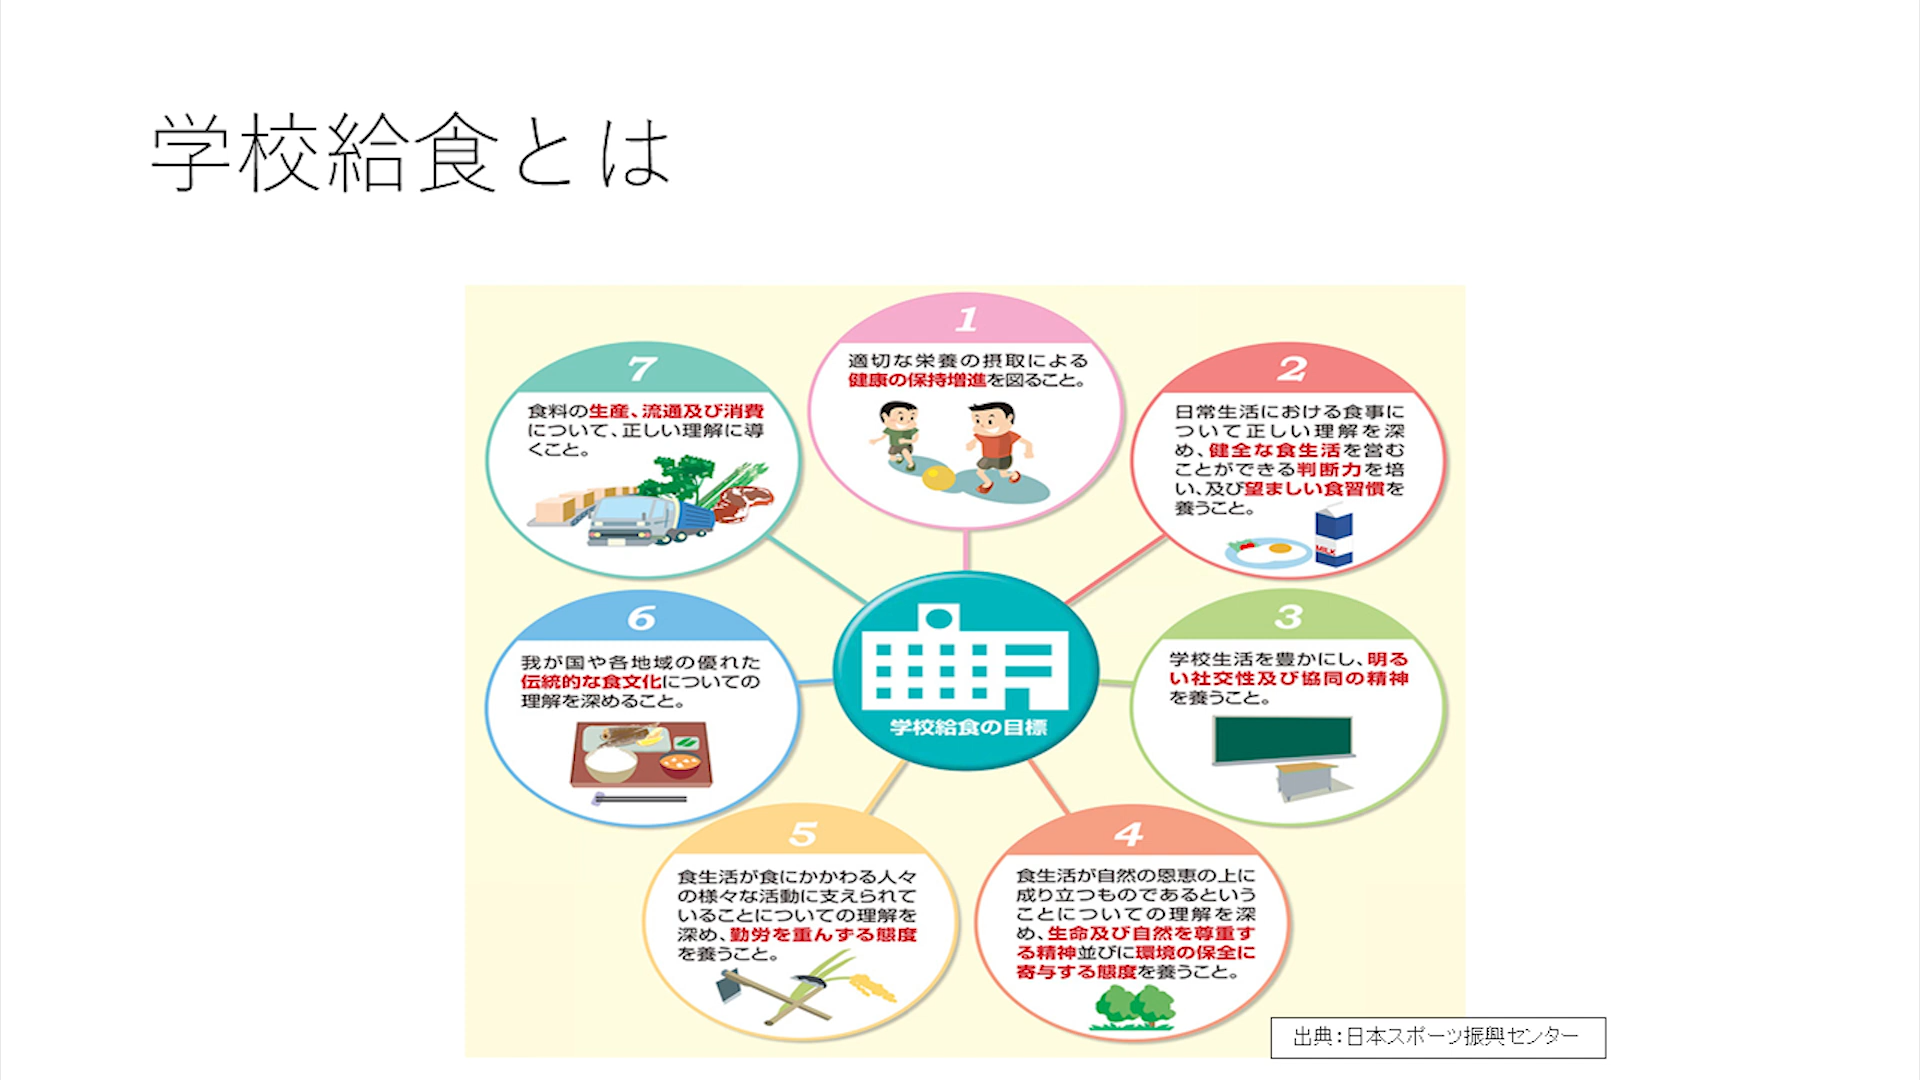 学校給食とは
1
適切な栄養の摂取による
健康の保持増進を図ること。
2
日常生活における食事に
ついて正しい理解を深
め、健全な食生活を営む
ことができる判断力を培
い、及び望ましい食習慣を
養うこと。
MILK
3
学校生活を豊かにし、明る
い社交性及び協同の精神
を養うこと。
4
食生活が自然の恩恵の上に
成り立つものであるという
ことについての理解を深
め、生命及び自然を尊重す
る精神並びに環境の保全に
寄与する態度を養うこと。
5
食生活が食にかかわる人々
の様々な活動に支えられて
いることについての理解を
深め、勤労を重んずる態度
を養うこと。
6
我が国や各地域の優れた
伝統的な食文化についての
理解を深めること。
7
食料の生産、流通及び消費
について、正しい理解に導
くこと。
学校給食の目標
出典：日本スポーツ振興センター